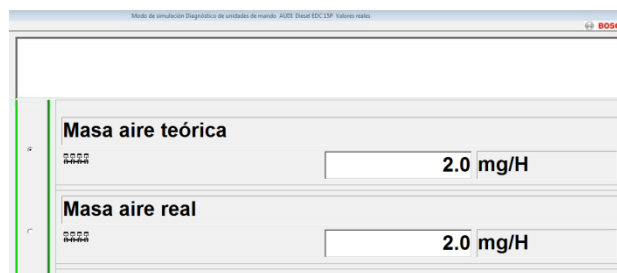 Modo de simulación Diagnóstico de unidades de mando AUDI Diesel EDC 15P Valores reales
BOSC
Masa aire teórica
2.0 mg/H
Masa aire real
2.0 mg/H